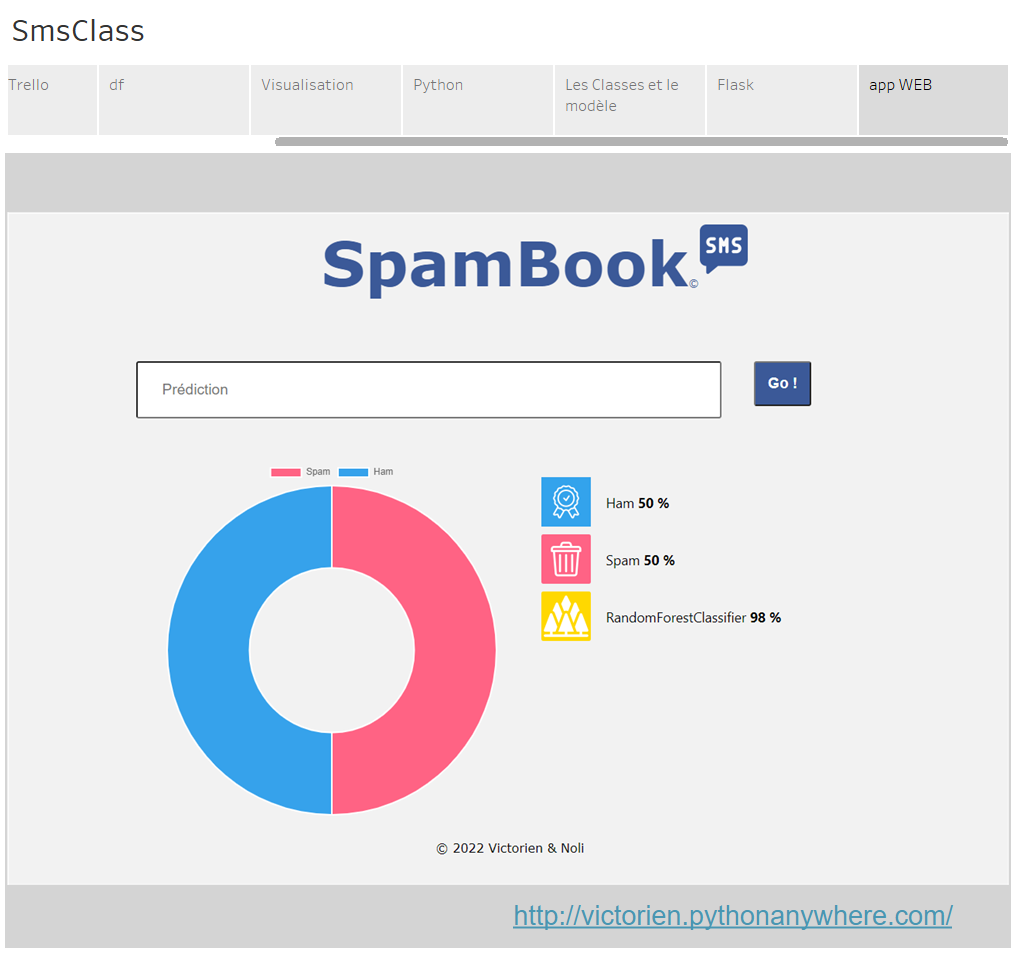 SmsClass
Trello
df
Visualisation
Python
Les Classes et le
modèle
Flask
app WEB
SpamBook©
SMS
Prédiction
Go !
Spam
Ham
Ham 50 %
Spam 50 %
RandomForestClassifier 98 %
© 2022 Victorien & Noli
http://victorien.pythonanywhere.com/